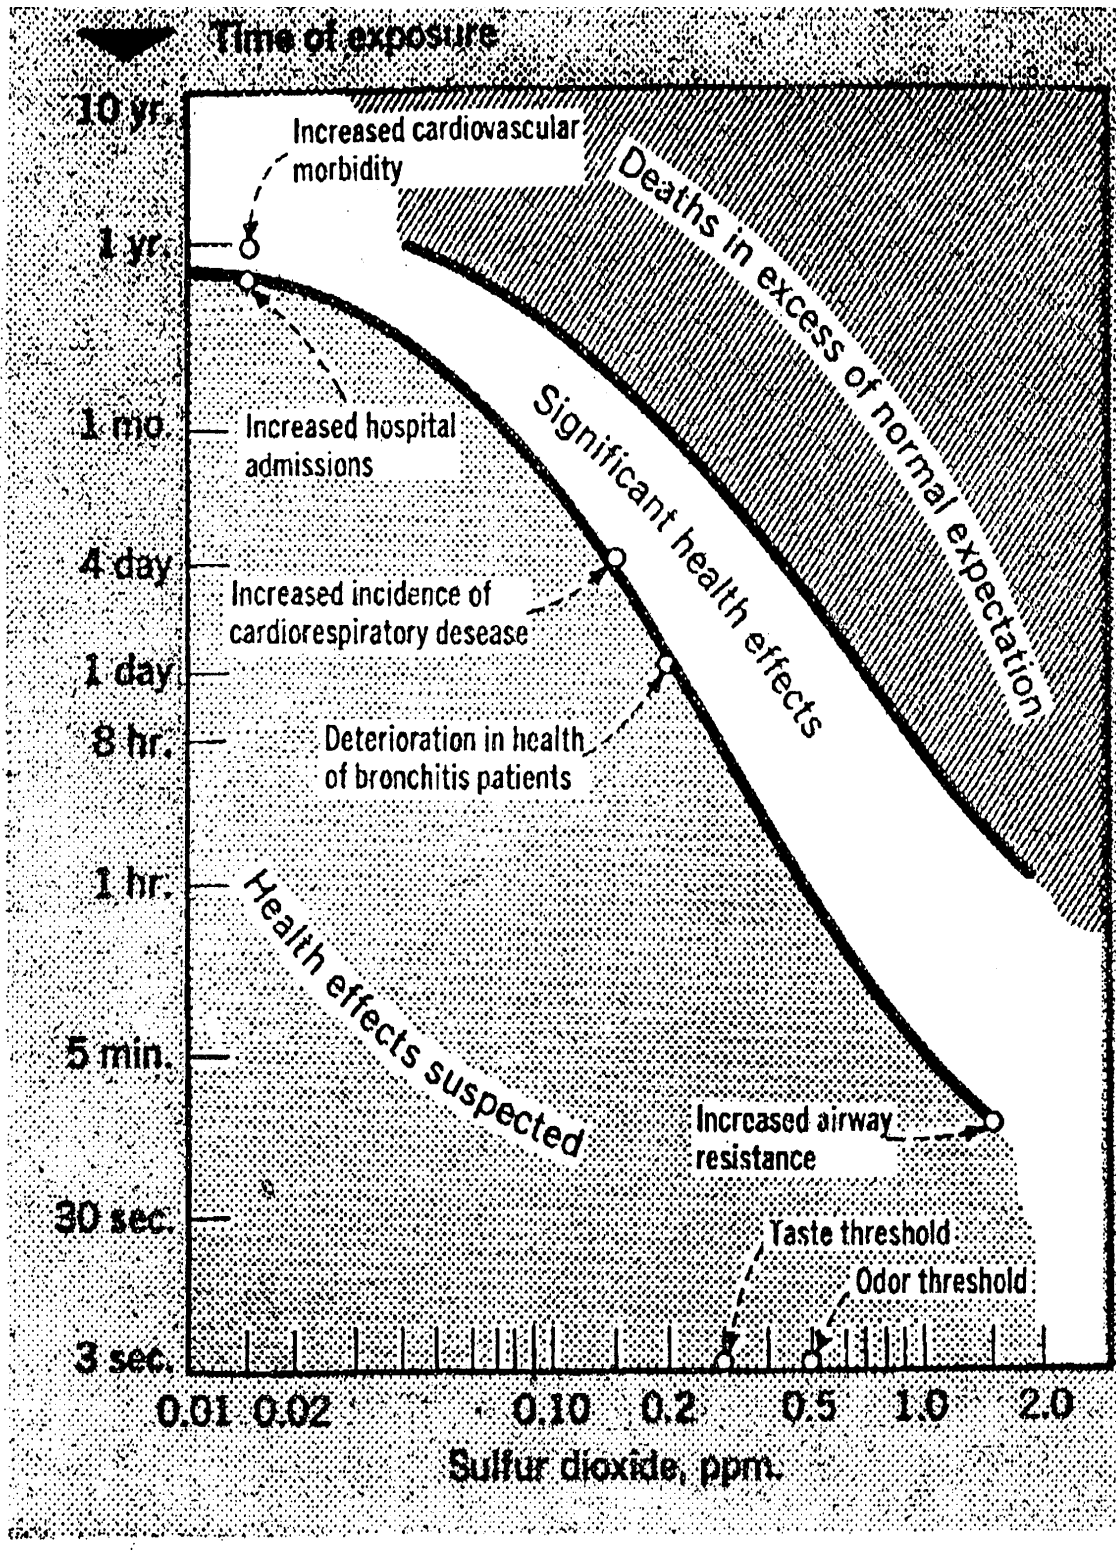 Time of exposure
10 yr.
Increased cardiovascular
morbidity
Deaths in excess of normal expectation
1 yr.
Significant health effects
1 mo
Increased hospital
admissions
4 day
Increased incidence of
cardiorespiratory desease
1 day
8 hr.
Deterioration in health
of bronchitis patients
1 hr.
Health effects suspected
5 min.
Increased airway
resistance
30 sec.
Taste threshold
Odor threshold
3 sec.
0.01 0.02 0.10 0.2 0.5 1.0 2.0
Sulfur dioxide, ppm.